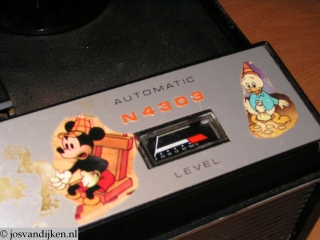 AUTOMATIC
N4303
LEVEL
© josvandijken.nl